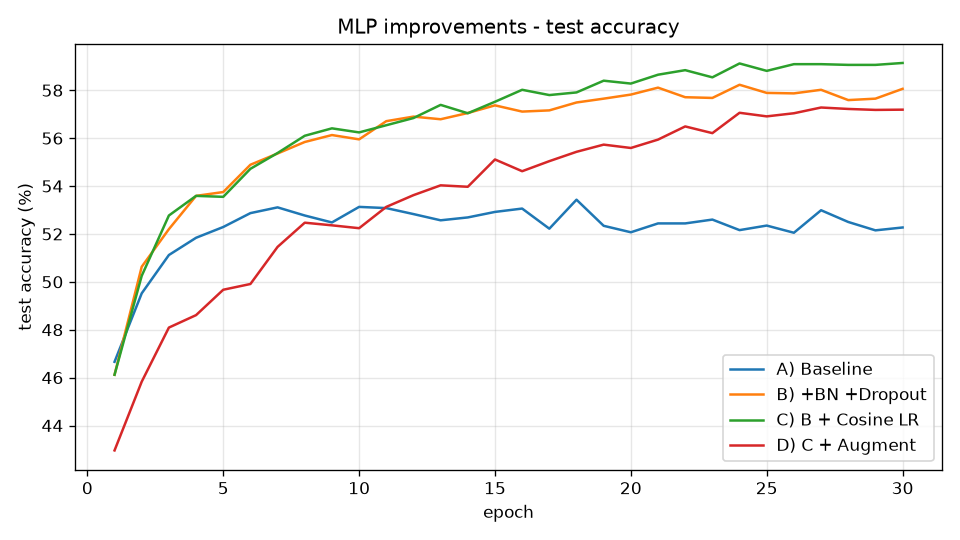 MLP improvements - test accuracy
test accuracy (%)
58
56
54
52
50
48
46
44
A) Baseline
B) +BN +Dropout
C) B + Cosine LR
D) C + Augment
0 5 10 15 20 25 30
epoch